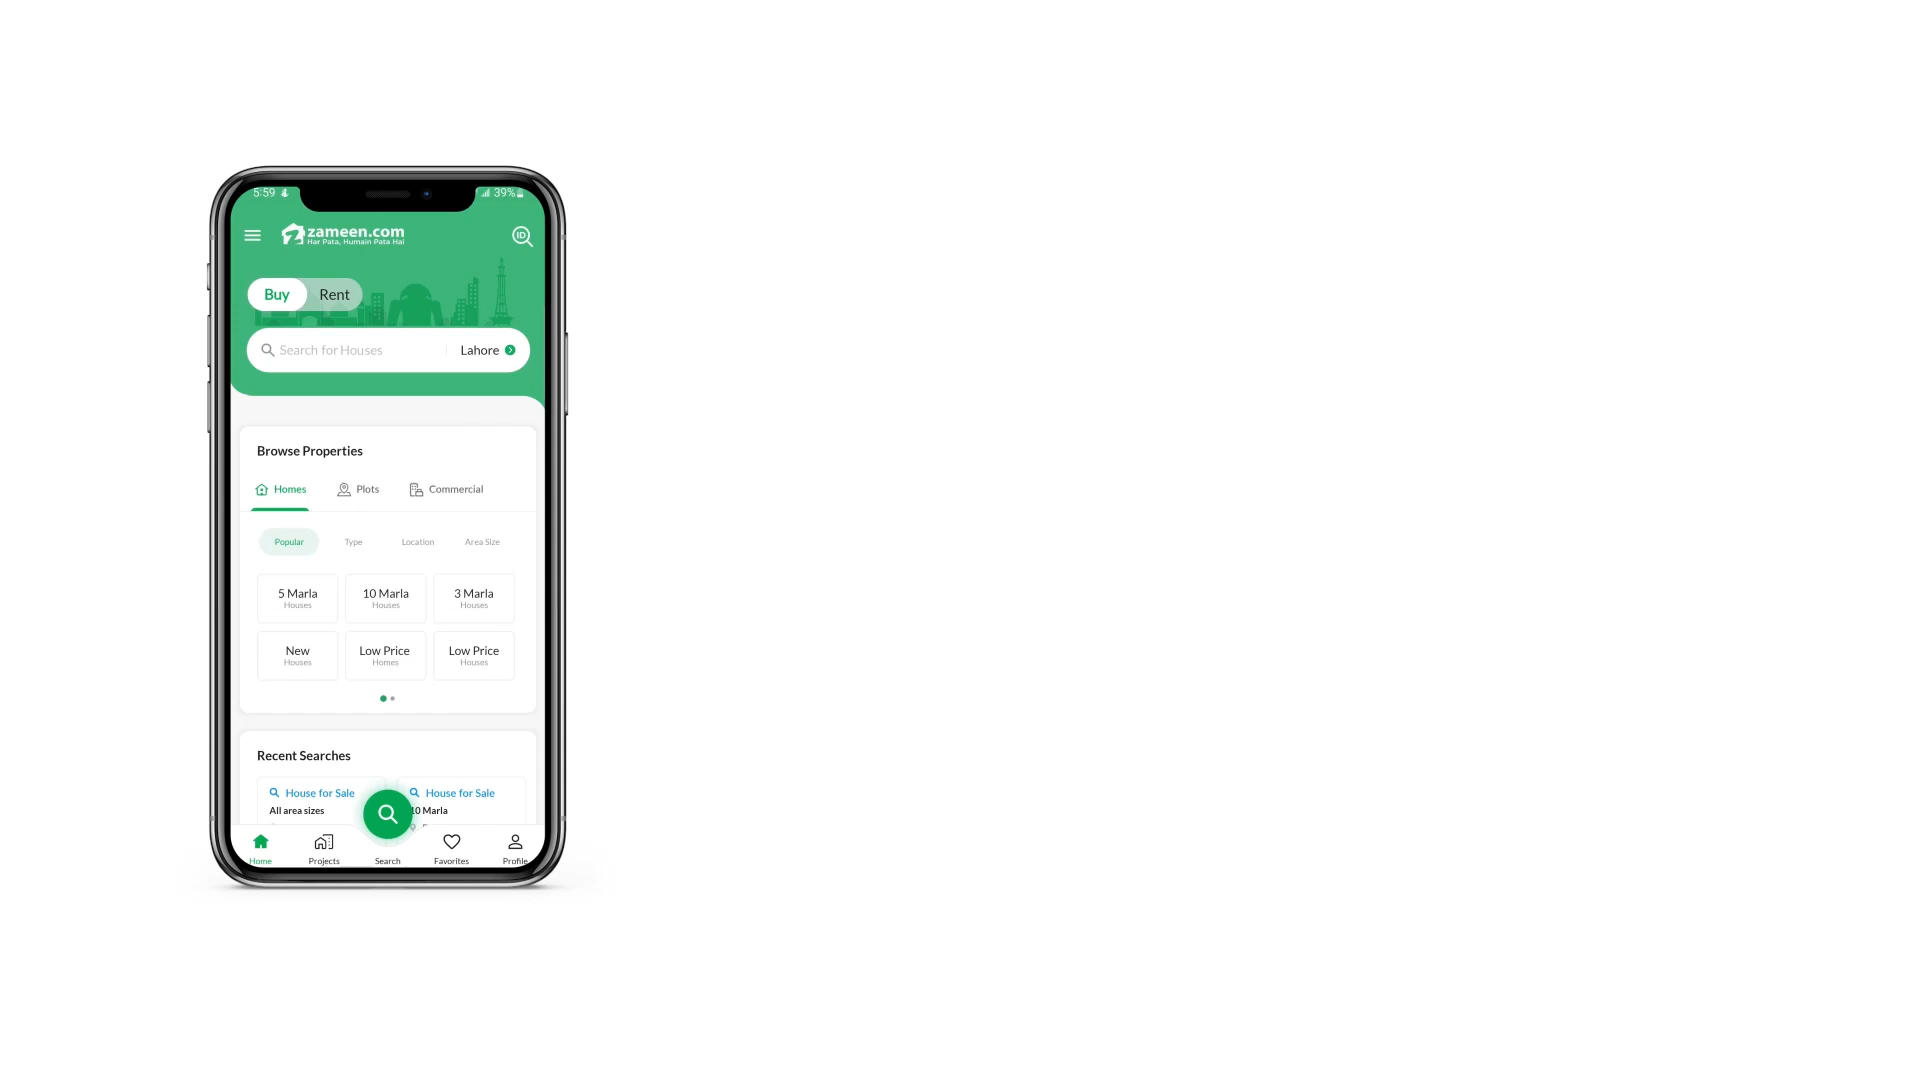 5:59
39%
zameen.com
Har Pata, Humain Pata Hai
ID
Buy Rent
Search for Houses Lahore
Browse Properties
Homes Plots Commercial
Popular Type Location Area Size
5 Marla 10 Marla 3 Marla
Houses Houses Houses
New Low Price Low Price
Houses Homes Houses
Recent Searches
House for Sale House for Sale
All area sizes 10 Marla
Home Projects Search Favorites Profile